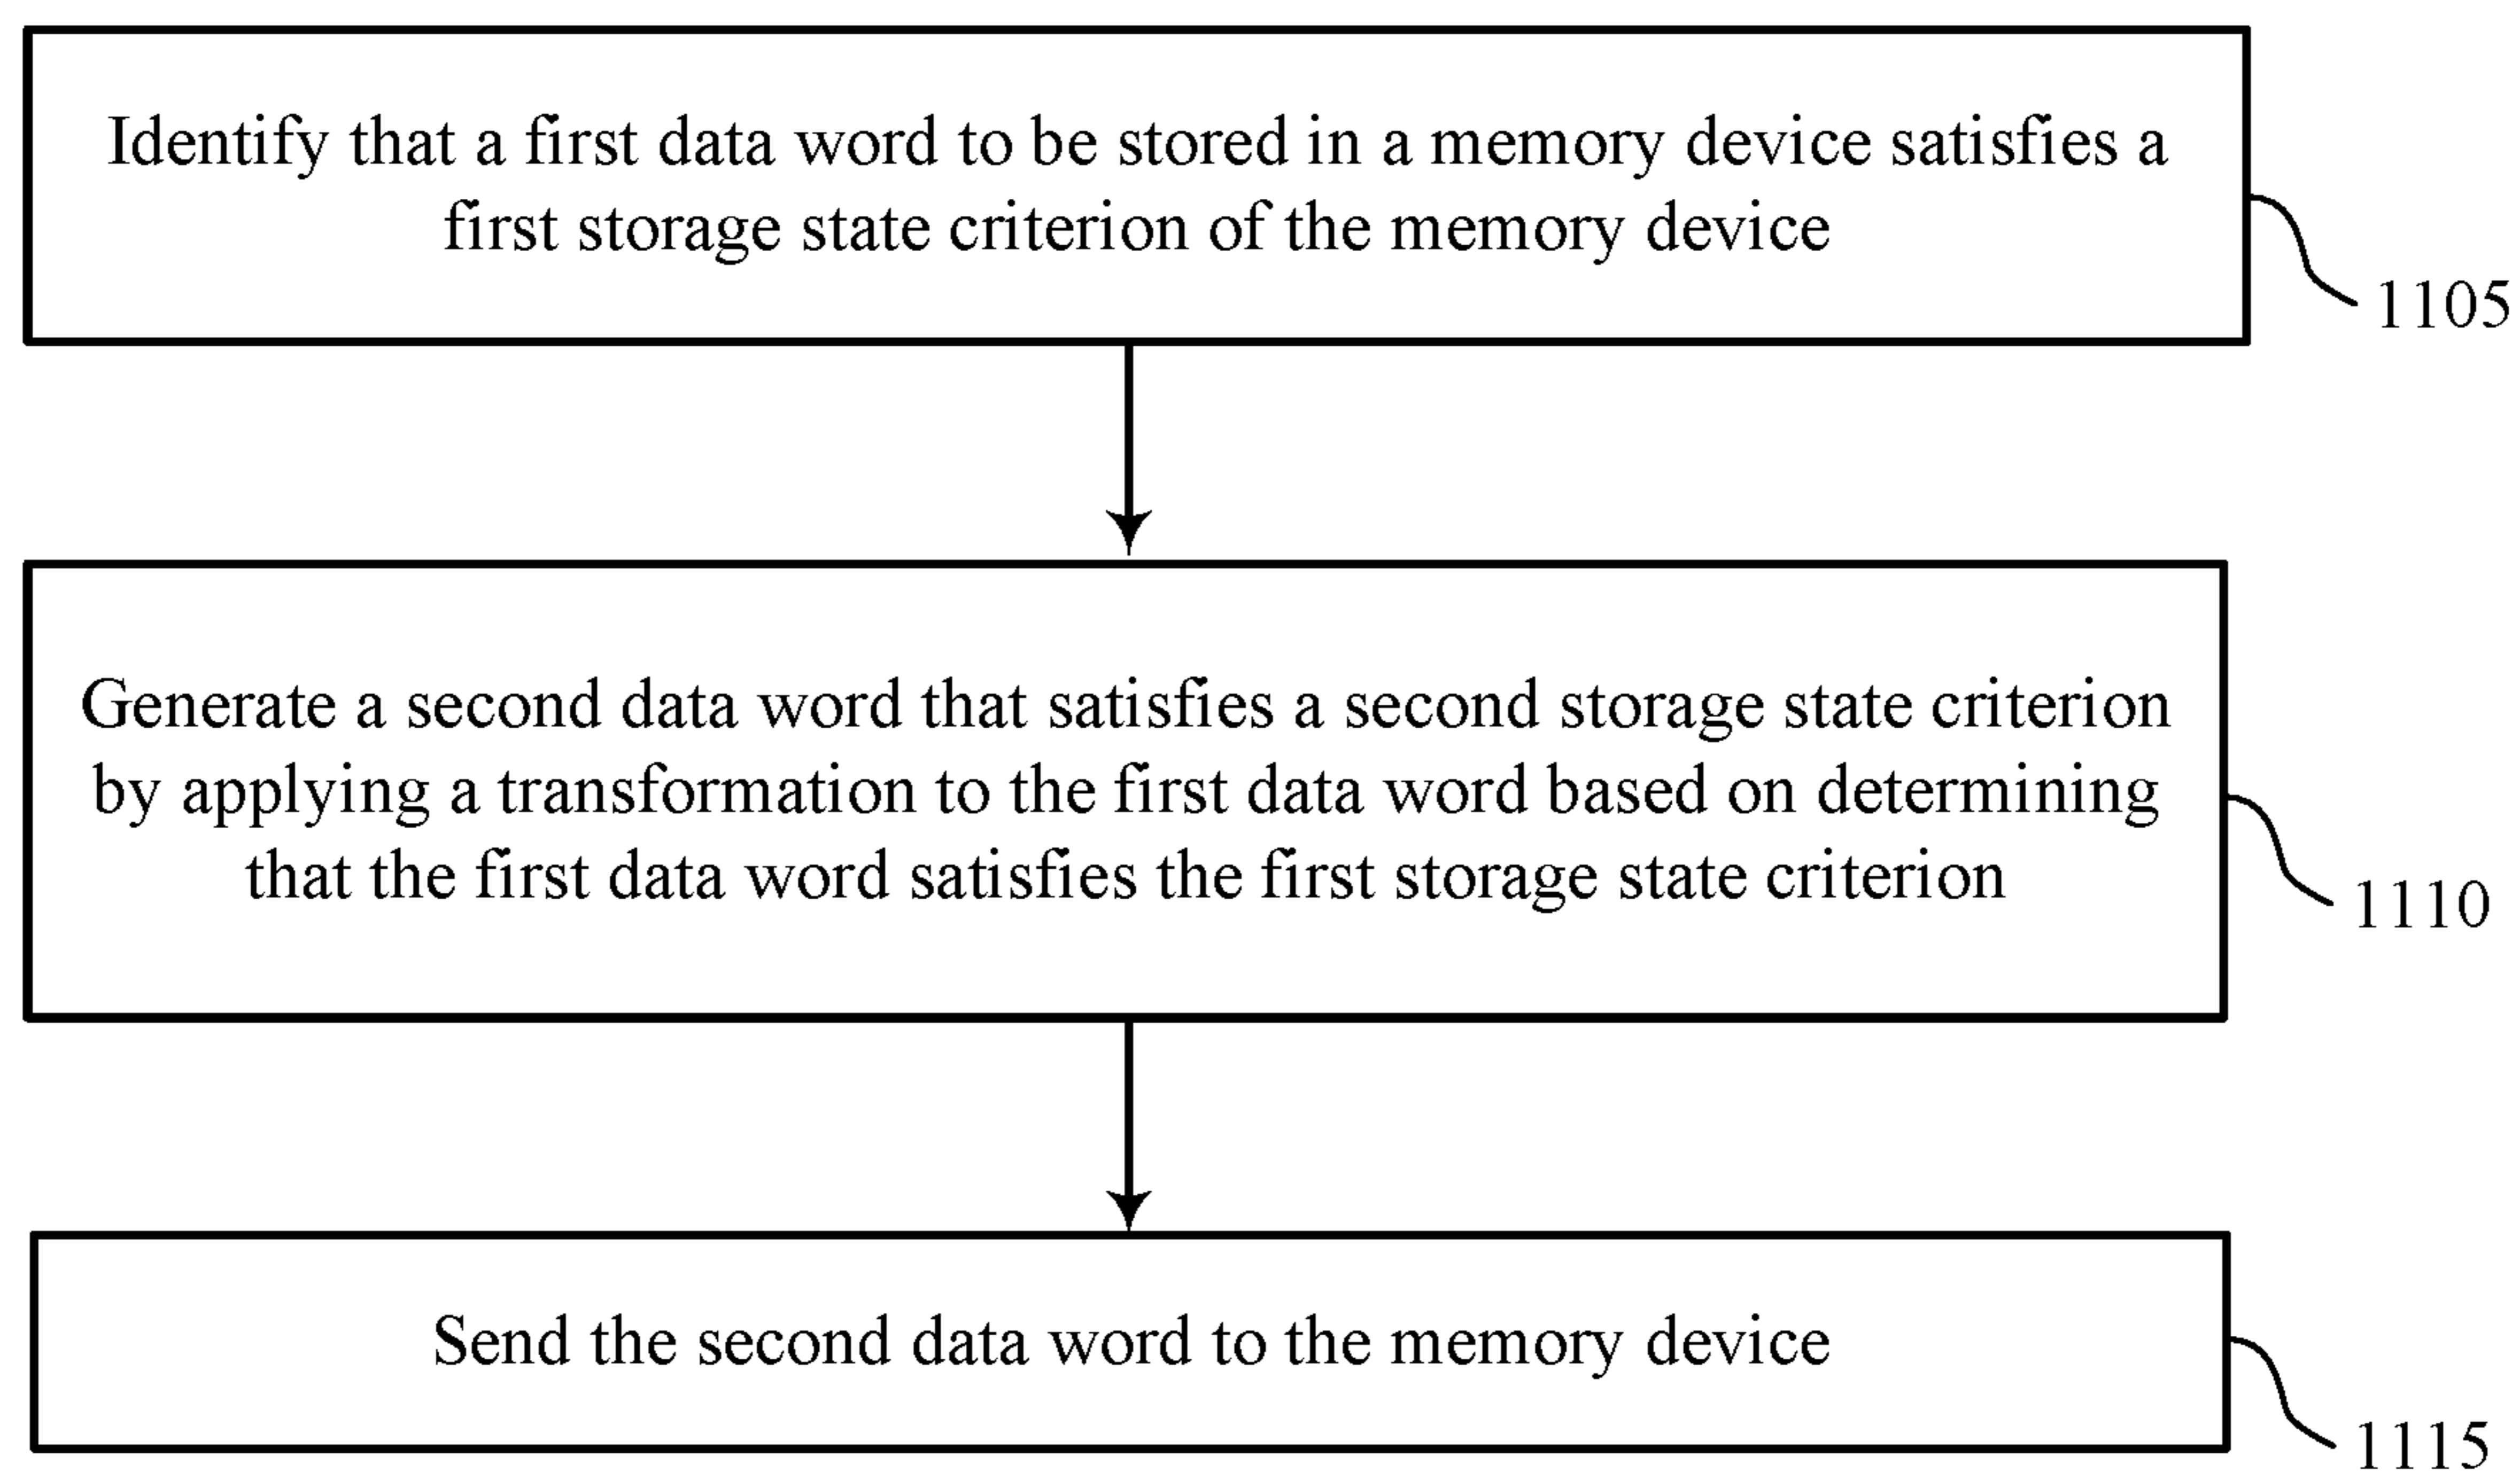 Identify that a first data word to be stored in a memory device satisfies a
first storage state criterion of the memory device
1105
Generate a second data word that satisfies a second storage state criterion
by applying a transformation to the first data word based on determining
that the first data word satisfies the first storage state criterion
1110
Send the second data word to the memory device
1115